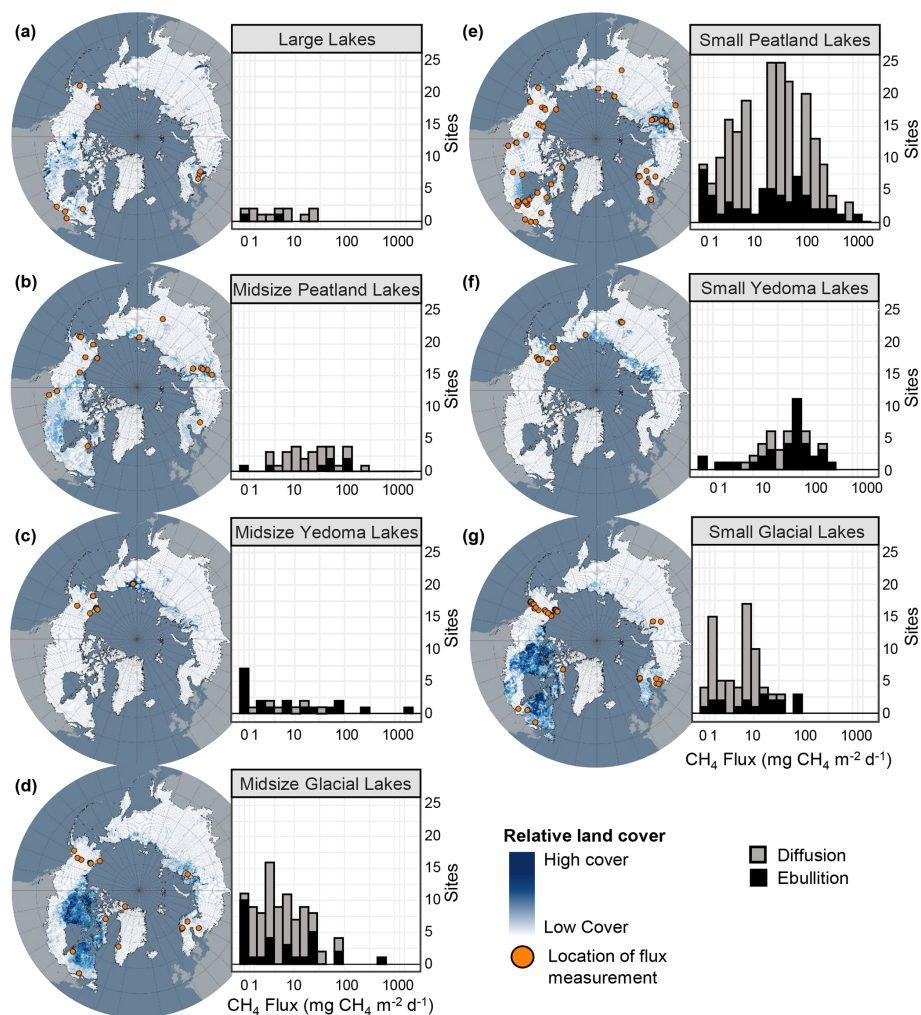 (a)
Large Lakes
25
20
15
10
5
0
Sites
0 1 10 100 1000
(b)
Midsize Peatland Lakes
25
20
15
10
5
0
Sites
0 1 10 100 1000
(c)
Midsize Yedoma Lakes
25
20
15
10
5
0
Sites
0 1 10 100 1000
(d)
Midsize Glacial Lakes
25
20
15
10
5
0
Sites
0 1 10 100 1000
CH4 Flux (mg CH4 m-2 d-1)
(e)
Small Peatland Lakes
25
20
15
10
5
0
Sites
0 1 10 100 1000
(f)
Small Yedoma Lakes
25
20
15
10
5
0
Sites
0 1 10 100 1000
(g)
Small Glacial Lakes
25
20
15
10
5
0
Sites
0 1 10 100 1000
CH4 Flux (mg CH4 m-2 d-1)
Relative land cover
High cover
Low Cover
Location of flux
measurement
Diffusion
Ebullition